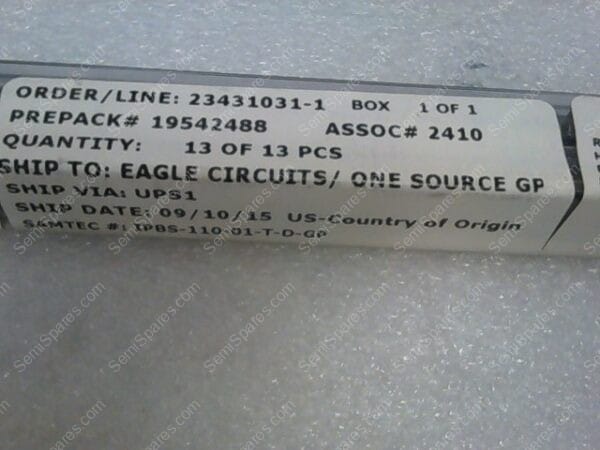 ORDER/LINE: 23431031-1 BOX 1 OF 1
PREPACK# 19542488 ASSOC# 2410
QUANTITY: 13 OF 13 PCS
SHIP TO: EAGLE CIRCUITS/ ONE SOURCE GP
SHIP VIA: UPS1
SHIP DATE: 09/10/15 US-Country of Origin
SAMTEC #: IPBS-110-01-T-D-GP
SemiSpares.com